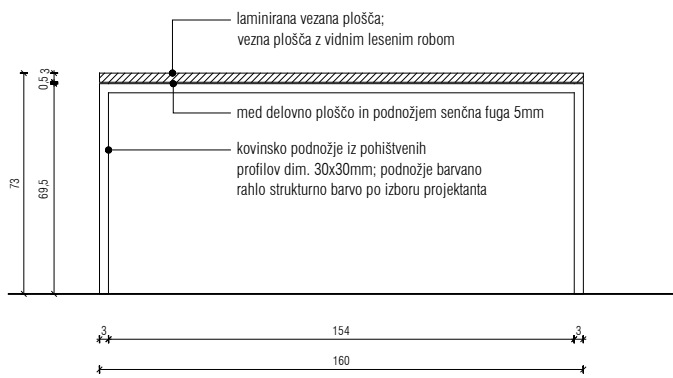 laminirana vezana plošča;
vezna plošča z vidnim lesenim robom
med delovno ploščo in podnožjem senčna fuga 5mm
kovinsko podnožje iz pohištvenih
profilov dim. 30x30mm; podnožje barvano
rahlo strukturno barvo po izboru projektanta
3
0,5
73
69,5
3
154
3
160